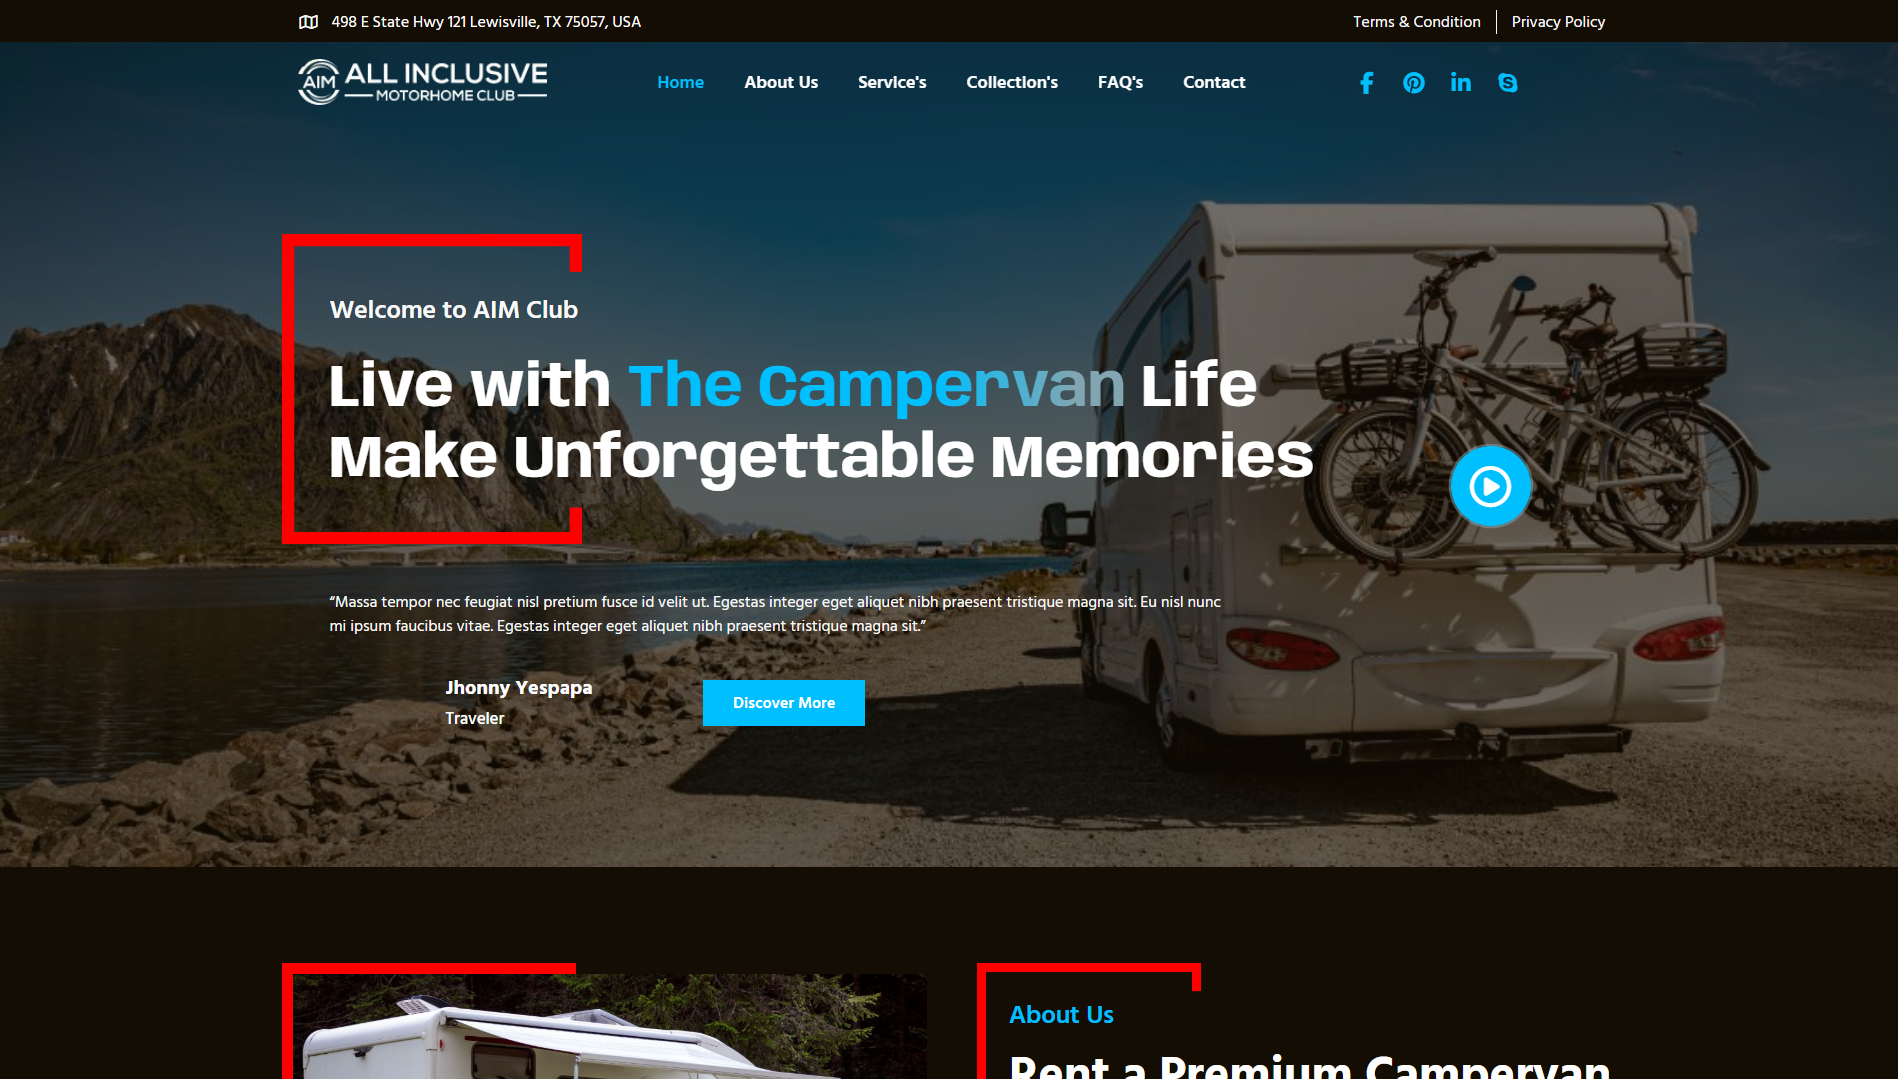 498 E State Hwy 121 Lewisville, TX 75057, USA
Terms & Condition
Privacy Policy
AIM ALL INCLUSIVE
MOTORHOME CLUB
Home
About Us
Service's
Collection's
FAQ's
Contact
Welcome to AIM Club
Live with The Campervan Life
Make Unforgettable Memories
“Massa tempor nec feugiat nisl pretium fusce id velit ut. Egestas integer eget aliquet nibh praesent tristique magna sit. Eu nisl nunc
mi ipsum faucibus vitae. Egestas integer eget aliquet nibh praesent tristique magna sit.”
Jhonny Yespapa
Traveler
Discover More
About Us
Rent a Premium Campervan